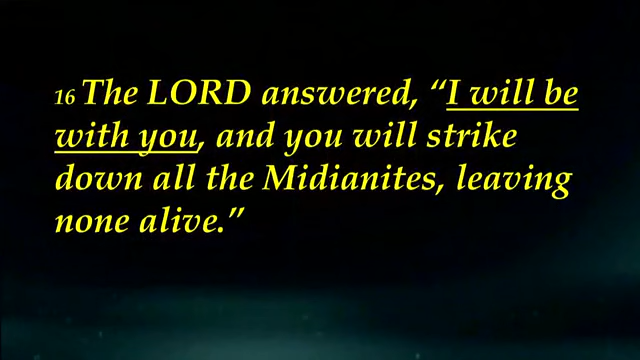 16 The LORD answered, “I will be
with you, and you will strike
down all the Midianites, leaving
none alive.”